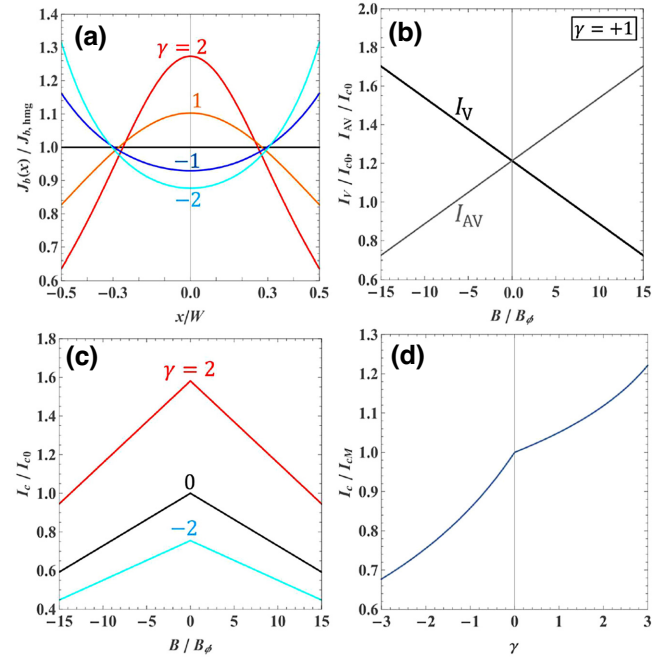 (a)
γ = 2
1
−1
−2
J_b(x) / J_b,hmg
1.4
1.3
1.2
1.1
1.0
0.9
0.8
0.7
0.6
−0.5 −0.3 0.0 0.3 0.5
x/W
(b)
γ = +1
I_V
I_AV
I_V / I_c0, I_AV / I_c0
2.0
1.8
1.6
1.4
1.2
1.0
0.8
0.6
−15 −10 −5 0.0 5 10 15
B / B_ϕ
(c)
γ = 2
0
−2
I_c / I_c0
1.8
1.6
1.4
1.2
1.0
0.8
0.6
0.4
−15 −10 −5 0 5 10 15
B / B_ϕ
(d)
I_c / I_cM
1.3
1.2
1.1
1.0
0.9
0.8
0.7
0.6
−3 −2 −1 0 1 2 3
γ